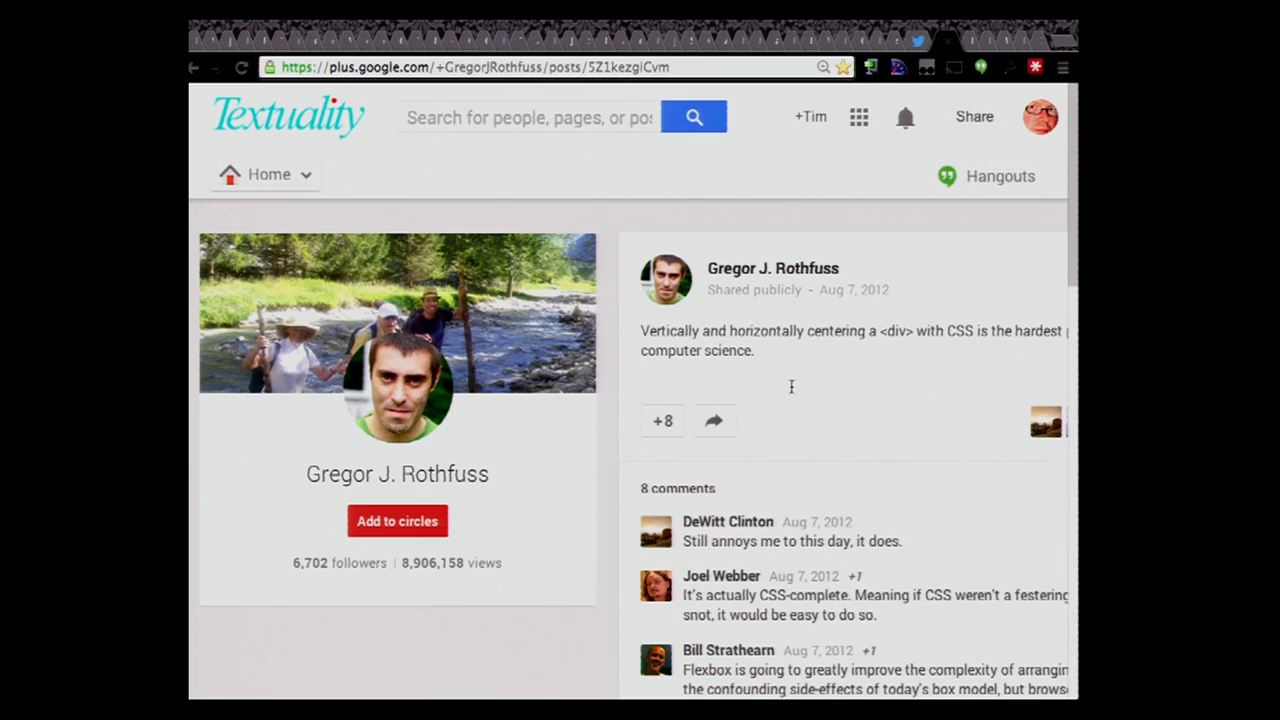 https://plus.google.com/+GregorJRothfuss/posts/5Z1kezgiCvm
Textuality
Search for people, pages, or pos
+Tim
Share
Home
Hangouts
Gregor J. Rothfuss
Shared publicly - Aug 7, 2012
Vertically and horizontally centering a <div> with CSS is the hardest
computer science.
+8
Gregor J. Rothfuss
Add to circles
6,702 followers | 8,906,158 views
8 comments
DeWitt Clinton Aug 7, 2012
Still annoys me to this day, it does.
Joel Webber Aug 7, 2012 +1
It's actually CSS-complete. Meaning if CSS weren't a festering
snot, it would be easy to do so.
Bill Strathearn Aug 7, 2012 +1
Flexbox is going to greatly improve the complexity of arrangin
the confounding side-effects of today's box model, but brows